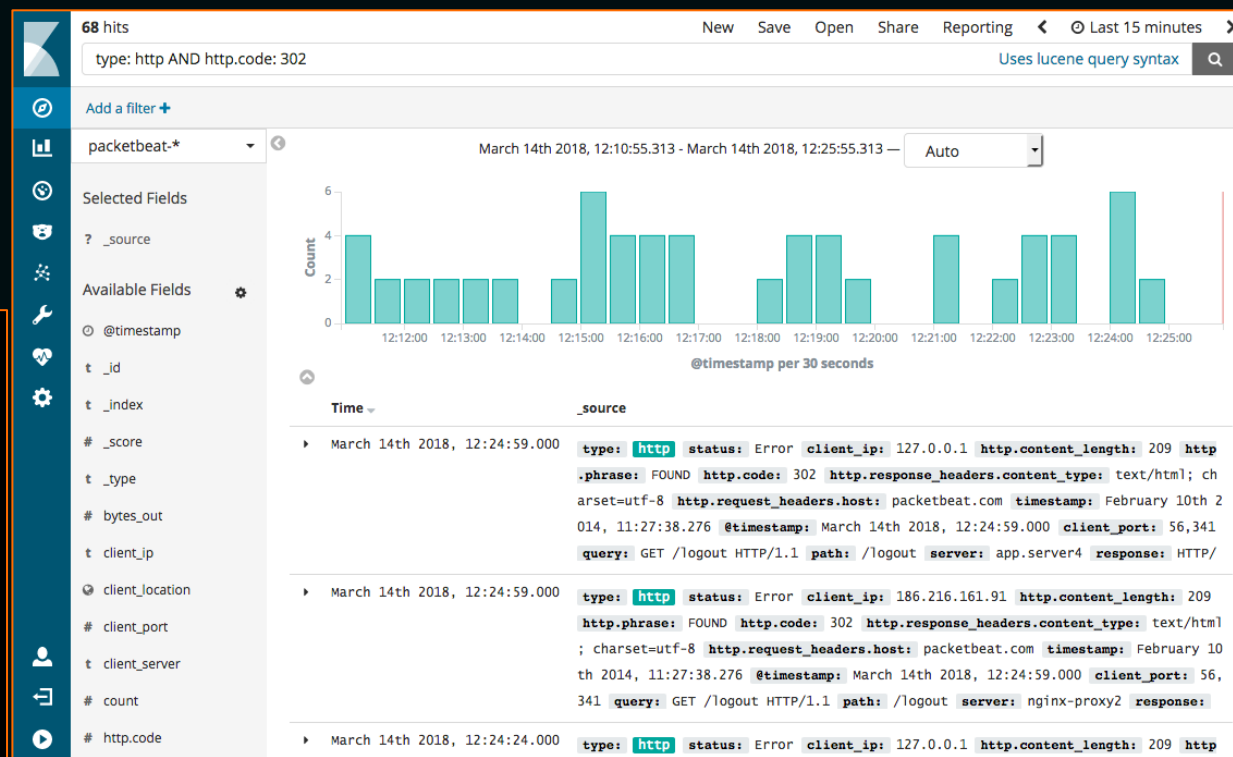 68 hits
New Save Open Share Reporting Last 15 minutes
type: http AND http.code: 302 Uses lucene query syntax
Add a filter
packetbeat-*
March 14th 2018, 12:10:55.313 - March 14th 2018, 12:25:55.313 — Auto
Selected Fields
? _source
Available Fields
@timestamp
t _id
t _index
# _score
t _type
# bytes_out
t client_ip
client_location
# client_port
t client_server
# count
# http.code
Count
6
4
2
0
12:12:00 12:13:00 12:14:00 12:15:00 12:16:00 12:17:00 12:18:00 12:19:00 12:20:00 12:21:00 12:22:00 12:23:00 12:24:00 12:25:00
@timestamp per 30 seconds
Time _source
March 14th 2018, 12:24:59.000 type: http status: Error client_ip: 127.0.0.1 http.content_length: 209 http
.phrase: FOUND http.code: 302 http.response_headers.content_type: text/html; ch
arset=utf-8 http.request_headers.host: packetbeat.com timestamp: February 10th 2
014, 11:27:38.276 @timestamp: March 14th 2018, 12:24:59.000 client_port: 56,341
query: GET /logout HTTP/1.1 path: /logout server: app.server4 response: HTTP/
March 14th 2018, 12:24:59.000 type: http status: Error client_ip: 186.216.161.91 http.content_length: 209
http.phrase: FOUND http.code: 302 http.response_headers.content_type: text/html
; charset=utf-8 http.request_headers.host: packetbeat.com timestamp: February 10
th 2014, 11:27:38.276 @timestamp: March 14th 2018, 12:24:59.000 client_port: 56,
341 query: GET /logout HTTP/1.1 path: /logout server: nginx-proxy2 response:
March 14th 2018, 12:24:24.000 type: http status: Error client_ip: 127.0.0.1 http.content_length: 209 http